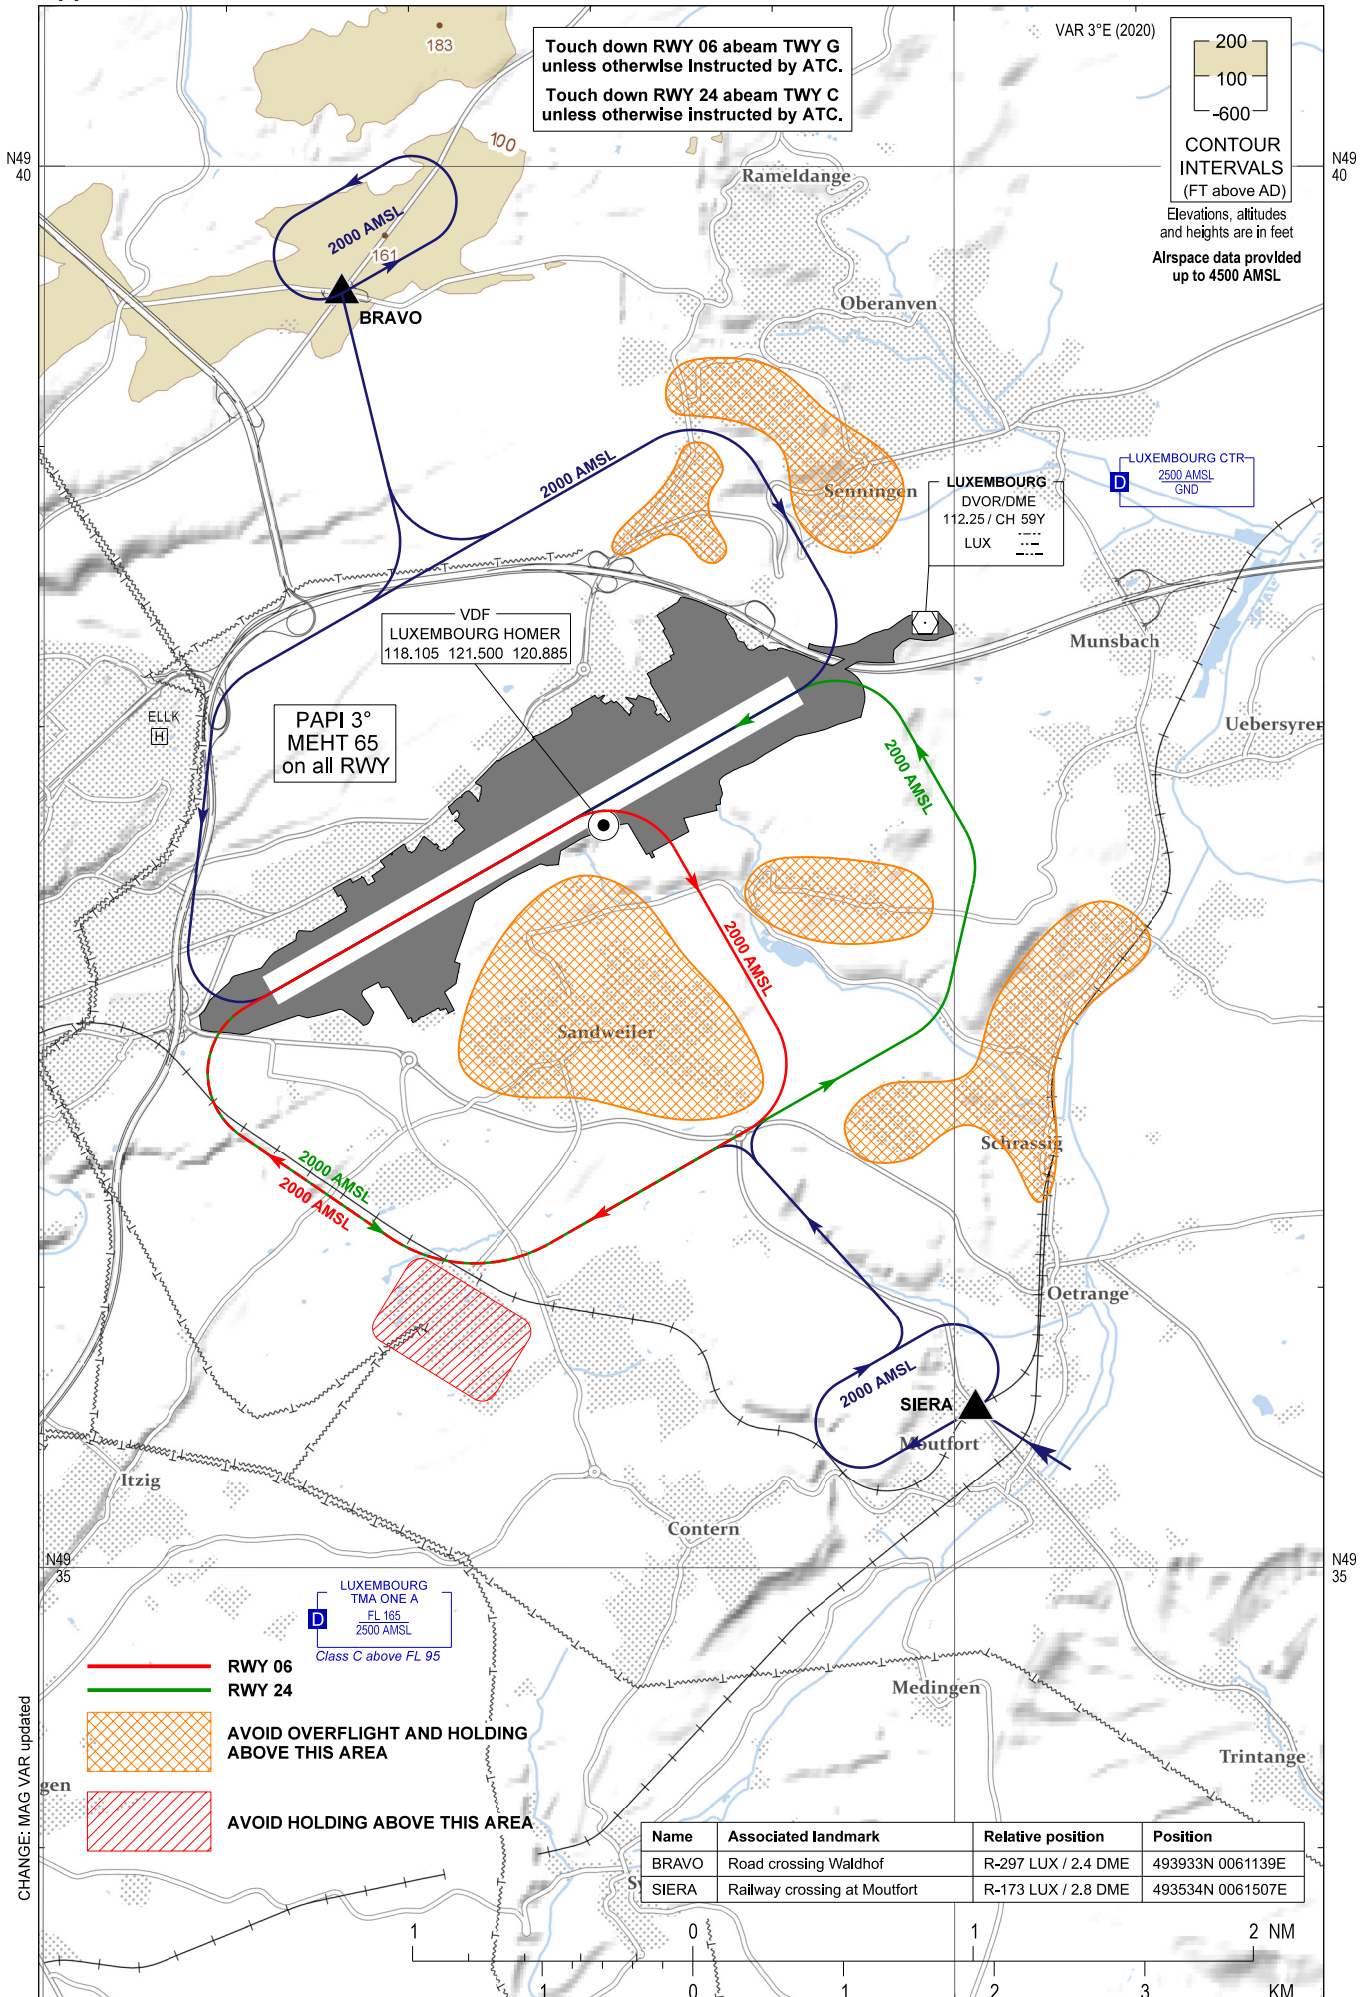 Touch down RWY 06 abeam TWY G
unless otherwise Instructed by ATC.
Touch down RWY 24 abeam TWY C
unless otherwise instructed by ATC.
VAR 3°E (2020)
200
100
-600
CONTOUR
INTERVALS
(FT above AD)
Elevations, altitudes
and heights are in feet
Airspace data provided
up to 4500 AMSL
183
100
N49
40
N49
40
Rameldange
2000 AMSL
161
BRAVO
Oberanven
2000 AMSL
Senningen
LUXEMBOURG
DVOR/DME
112.25 / CH 59Y
LUX
LUXEMBOURG CTR
D
2500 AMSL
GND
VDF
LUXEMBOURG HOMER
118.105 121.500 120.885
Munsbach
ELLK
H
PAPI 3°
MEHT 65
on all RWY
Uebersyren
2000 AMSL
2000 AMSL
Sandweiler
Schrassig
2000 AMSL
2000 AMSL
Oetrange
2000 AMSL
SIERA
Moutfort
Itzig
Contern
N49
35
N49
35
LUXEMBOURG
TMA ONE A
D
FL 165
2500 AMSL
Class C above FL 95
RWY 06
RWY 24
Medingen
AVOID OVERFLIGHT AND HOLDING
ABOVE THIS AREA
Trintange
gen
AVOID HOLDING ABOVE THIS AREA
CHANGE: MAG VAR updated
Name Associated landmark Relative position Position
BRAVO Road crossing Waldhof R-297 LUX / 2.4 DME 493933N 0061139E
SIERA Railway crossing at Moutfort R-173 LUX / 2.8 DME 493534N 0061507E
1 0 1 2 NM
1 0 1 2 3 KM